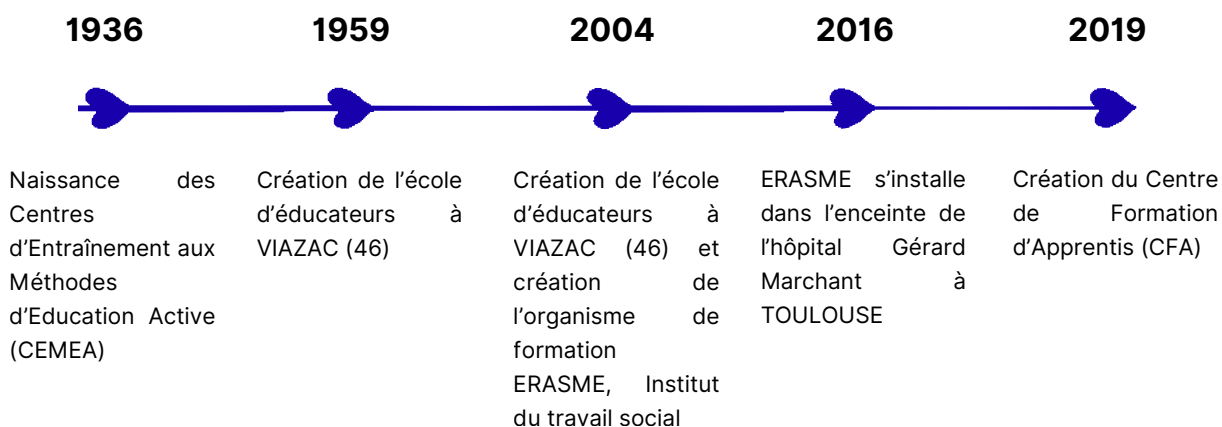 1936
1959
2004
2016
2019
Naissance des
Centres
d’Entraînement aux
Méthodes
d’Education Active
(CEMEA)
Création de l’école
d’éducateurs à
VIAZAC (46)
Création de l’école
d’éducateurs à
VIAZAC (46) et
création de
l’organisme de
formation
ERASME, Institut
du travail social
ERASME s’installe
dans l’enceinte de
l’hôpital Gérard
Marchant à
TOULOUSE
Création du Centre
de Formation
d’Apprentis (CFA)